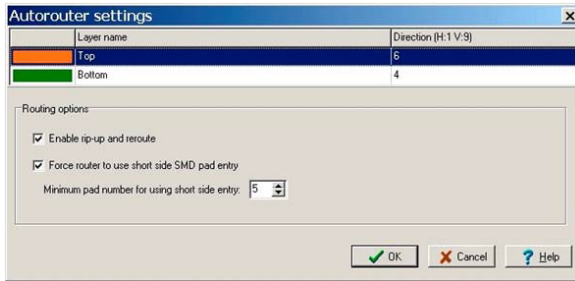 Autorouter settings
Layer name Direction (H:1 V:9)
Top 6
Bottom 4
Routing options
Enable rip-up and reroute
Force router to use short side SMD pad entry
Minimum pad number for using short side entry: 5
OK Cancel Help